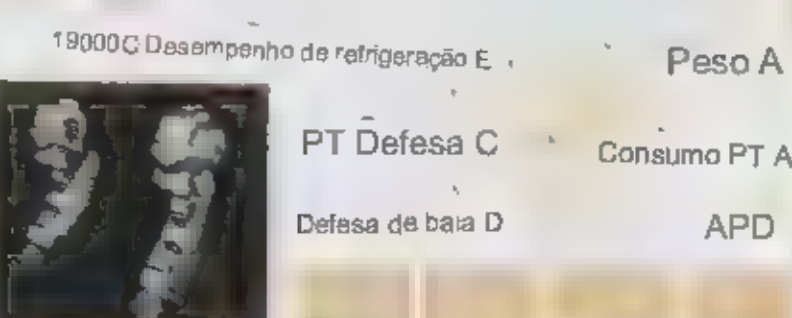 19000C Desempenho de refrigeração E
Peso A
PT Defesa C
Consumo PT A
Defesa de bala D
APD